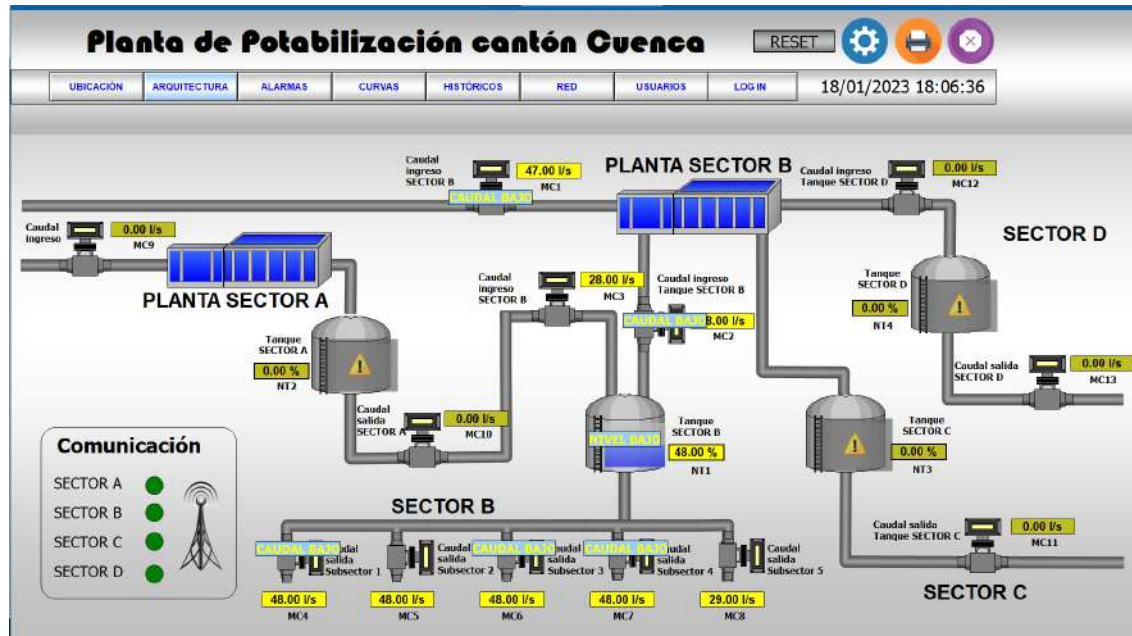 Planta de Potabilización cantón Cuenca
RESET
UBICACIÓN
ARQUITECTURA
ALARMAS
CURVAS
HISTÓRICOS
RED
USUARIOS
LOG IN
18/01/2023 18:06:36
Caudal
ingreso
SECTOR B
47.00 l/s
MC1
CAUDAL BAJO
PLANTA SECTOR B
Caudal ingreso
Tanque SECTOR D
0.00 l/s
MC12
Caudal
ingreso
0.00 l/s
MC9
PLANTA SECTOR A
SECTOR D
Caudal
ingreso
SECTOR B
28.00 l/s
MC3
Caudal ingreso
Tanque SECTOR B
CAUDAL BAJO
8.00 l/s
MC2
Tanque
SECTOR D
0.00 %
NT4
Tanque
SECTOR A
0.00 %
NT2
Caudal salida
SECTOR D
0.00 l/s
MC13
Caudal
salida
SECTOR A
0.00 l/s
MC10
NIVEL BAJO
Tanque
SECTOR B
48.00 %
NT1
Tanque
SECTOR C
0.00 %
NT3
Comunicación
SECTOR A
SECTOR B
SECTOR C
SECTOR D
SECTOR B
CAUDAL BAJO
salida
Subsector 1
48.00 l/s
MC4
Caudal
salida
Subsector 2
48.00 l/s
MC5
CAUDAL BAJO
salida
Subsector 3
48.00 l/s
MC6
CAUDAL BAJO
salida
Subsector 4
48.00 l/s
MC7
Caudal
salida
Subsector 5
29.00 l/s
MC8
Caudal salida
Tanque SECTOR C
0.00 l/s
MC11
SECTOR C